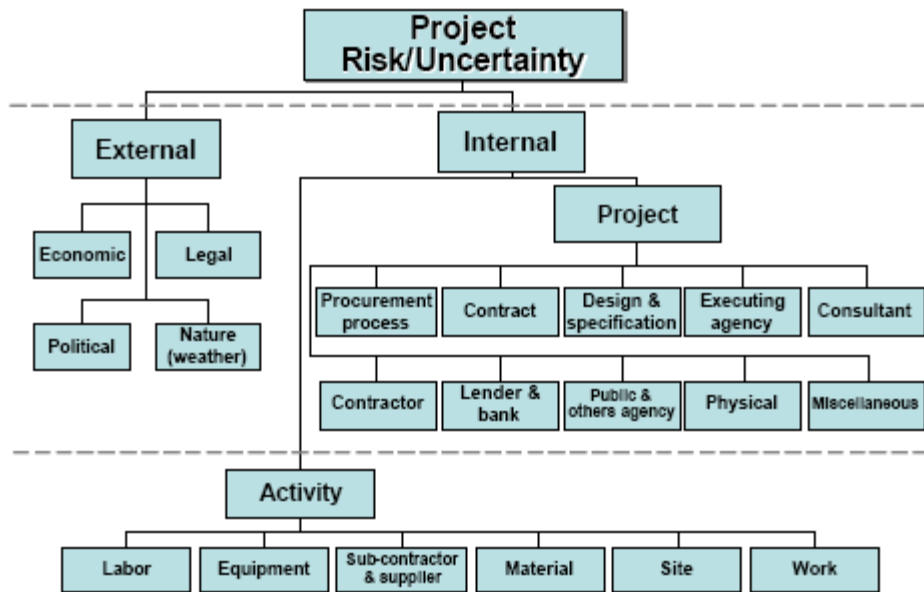 Project
Risk/Uncertainty
External
Internal
Project
Economic
Legal
Political
Nature
(weather)
Procurement
process
Contract
Design &
specification
Executing
agency
Consultant
Contractor
Lender &
bank
Public &
others agency
Physical
Miscellaneous
Activity
Labor
Equipment
Sub-contractor
& supplier
Material
Site
Work